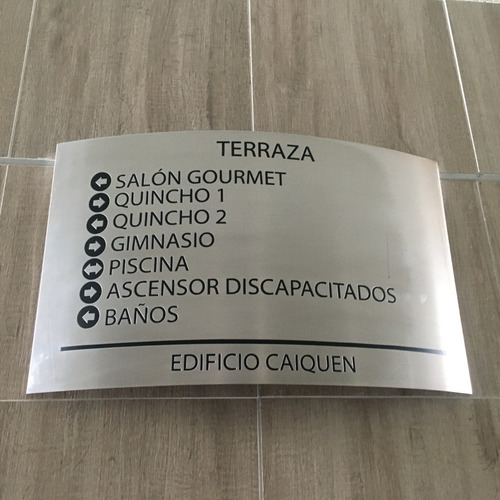 TERRAZA
SALÓN GOURMET
QUINCHO 1
QUINCHO 2
GIMNASIO
PISCINA
ASCENSOR DISCAPACITADOS
BAÑOS
EDIFICIO CAIQUEN